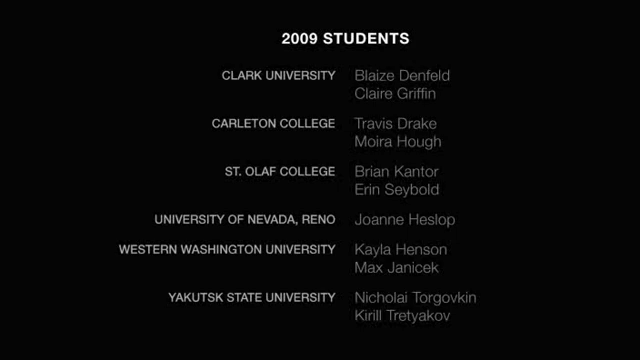 2009 STUDENTS
CLARK UNIVERSITY Blaize Denfeld
Claire Griffin
CARLETON COLLEGE Travis Drake
Moira Hough
ST. OLAF COLLEGE Brian Kantor
Erin Seybold
UNIVERSITY OF NEVADA, RENO Joanne Heslop
WESTERN WASHINGTON UNIVERSITY Kayla Henson
Max Janicek
YAKUTSK STATE UNIVERSITY Nicholai Torgovkin
Kirill Tretyakov